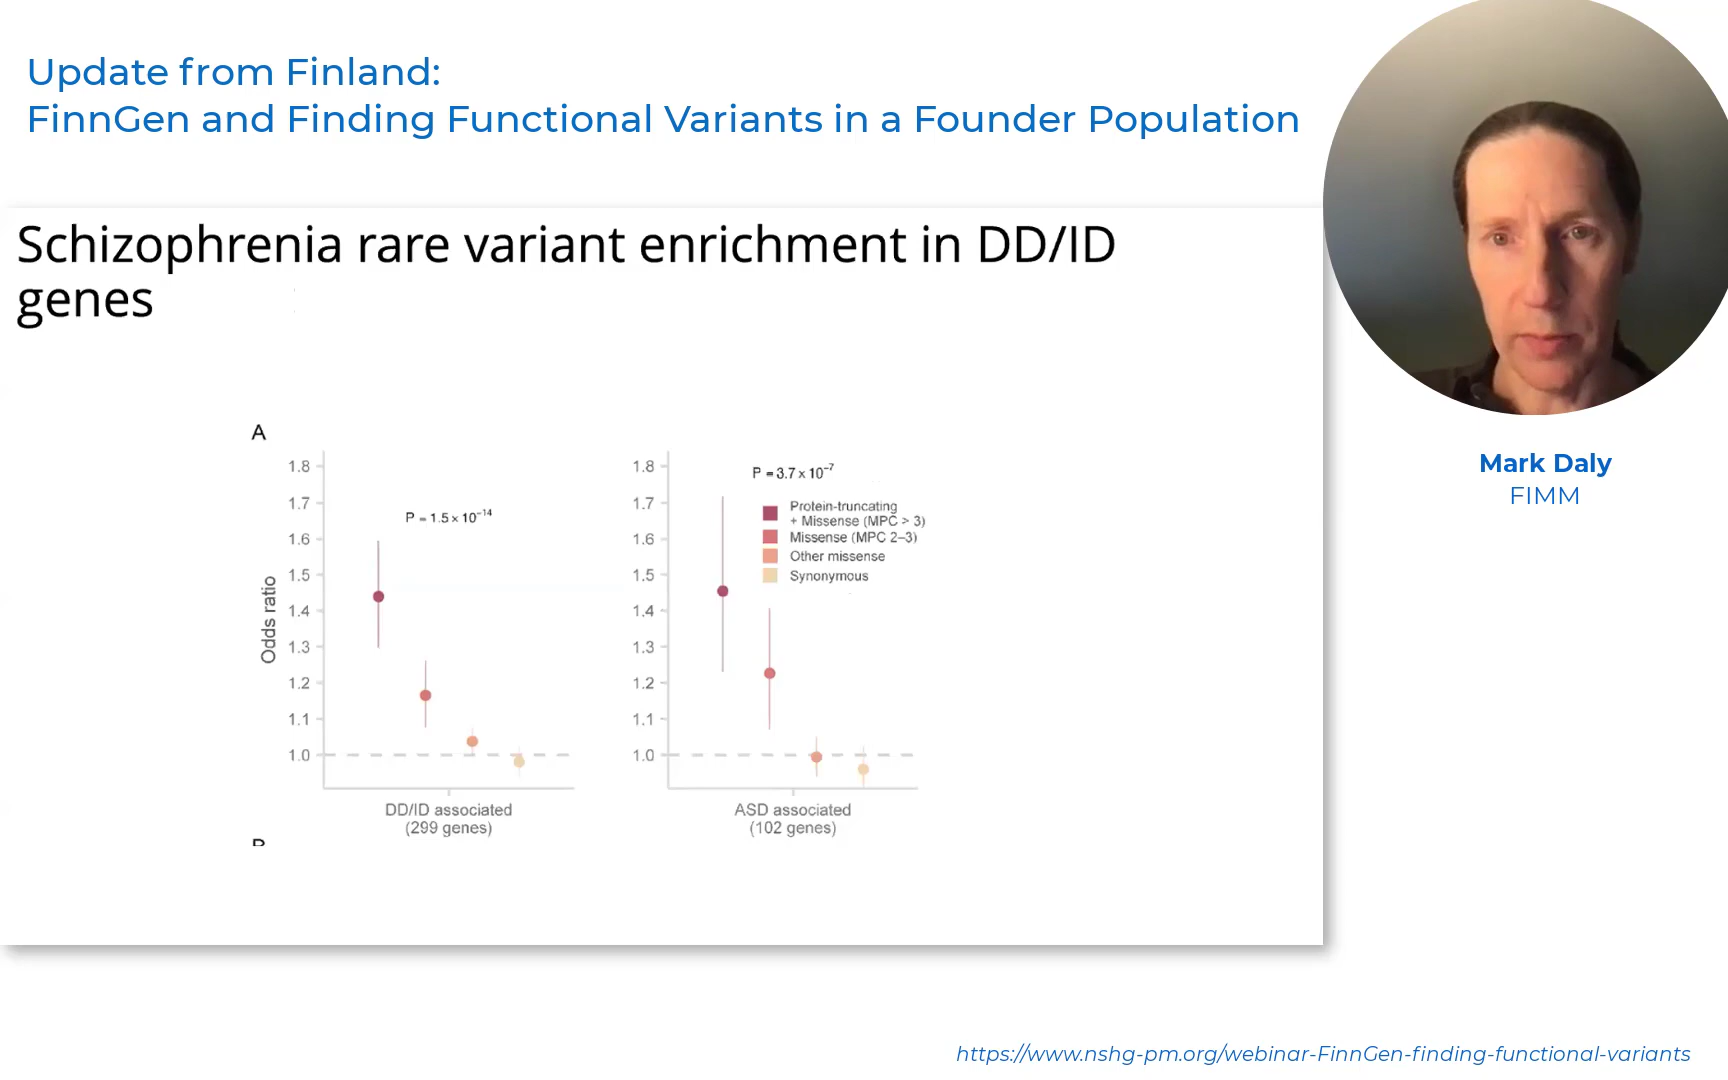 Update from Finland:
FinnGen and Finding Functional Variants in a Founder Population
Schizophrenia rare variant enrichment in DD/ID
genes
A
Odds ratio
1.8
1.7
1.6
1.5
1.4
1.3
1.2
1.1
1.0
P = 1.5 x 10⁻¹⁴
DD/ID associated
(299 genes)
1.8
1.7
1.6
1.5
1.4
1.3
1.2
1.1
1.0
P = 3.7 x 10⁻⁷
Protein-truncating
+ Missense (MPC > 3)
Missense (MPC 2–3)
Other missense
Synonymous
ASD associated
(102 genes)
Mark Daly
FIMM
https://www.nshg-pm.org/webinar-FinnGen-finding-functional-variants